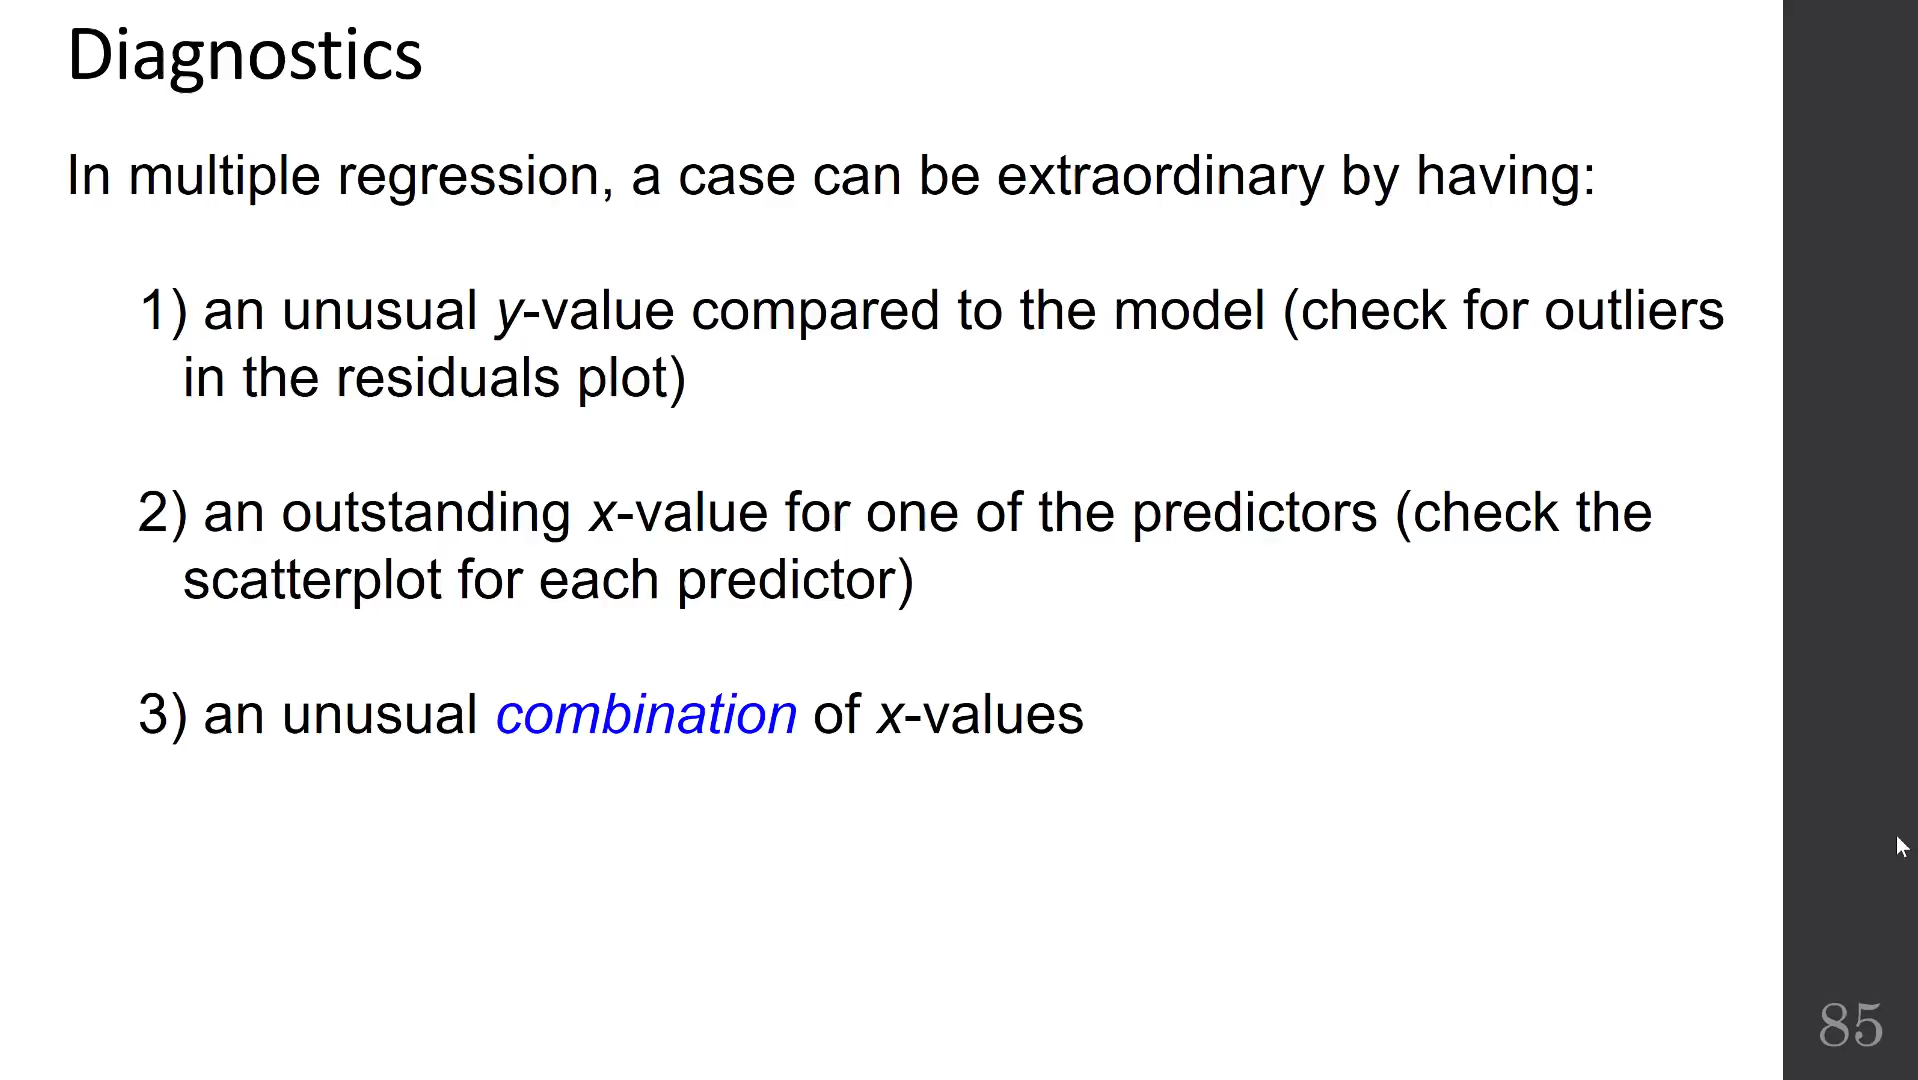 Diagnostics
In multiple regression, a case can be extraordinary by having:
1) an unusual y-value compared to the model (check for outliers
in the residuals plot)
2) an outstanding x-value for one of the predictors (check the
scatterplot for each predictor)
3) an unusual combination of x-values
85